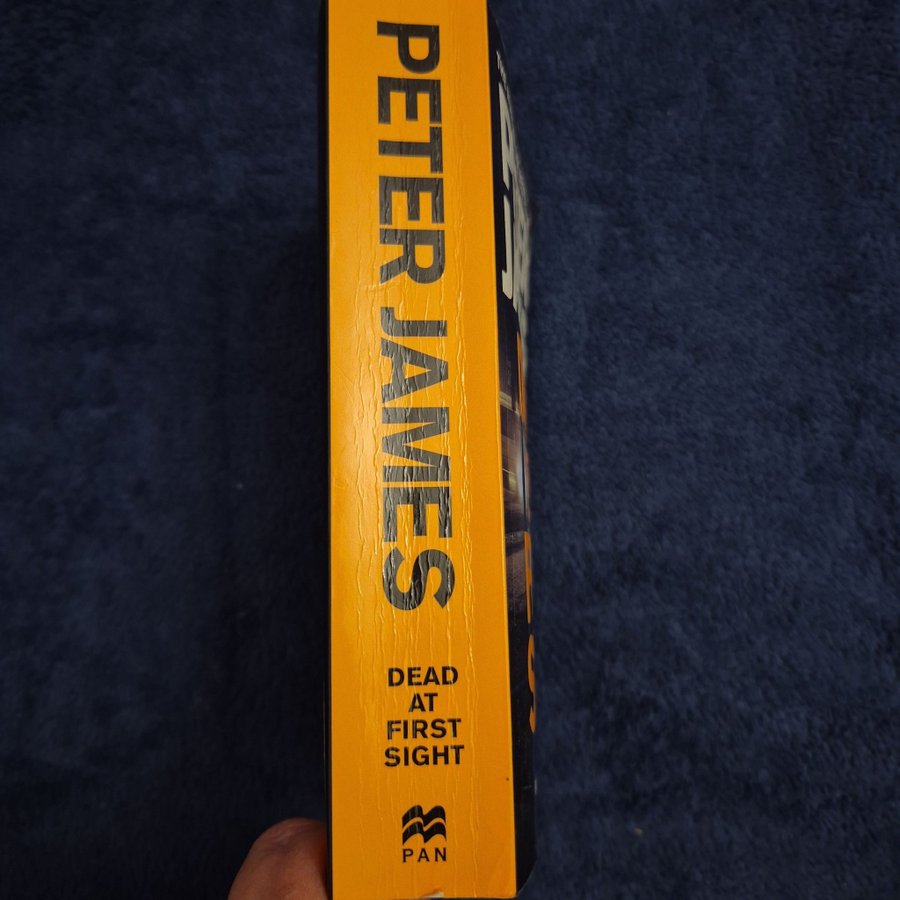 PETER JAMES
DEAD
AT
FIRST
SIGHT
PAN